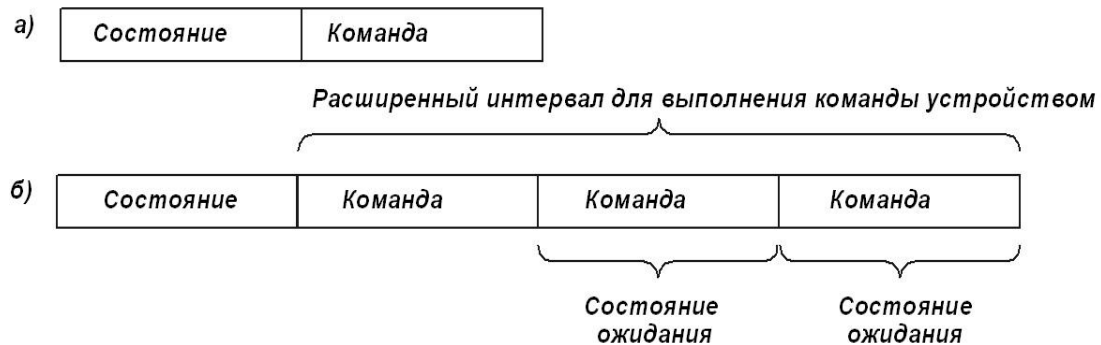 а) Состояние Команда
Расширенный интервал для выполнения команды устройством
б) Состояние Команда Команда Команда
Состояние ожидания
Состояние ожидания